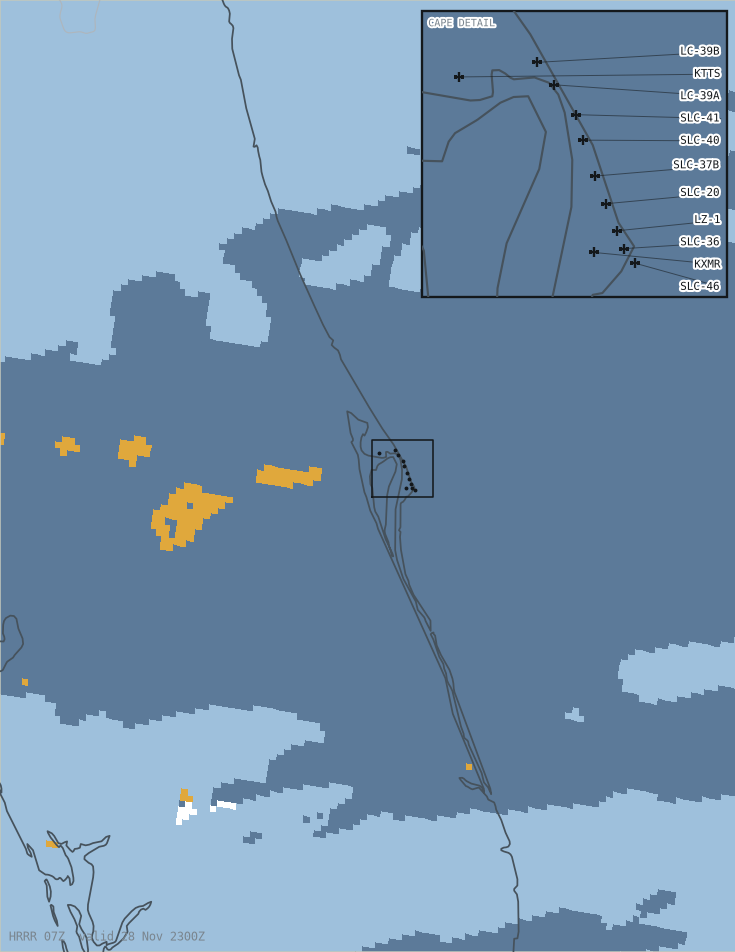 CAPE DETAIL
LC-39B
KTTS
LC-39A
SLC-41
SLC-40
SLC-37B
SLC-20
LZ-1
SLC-36
KXMR
SLC-46
HRRR 07Z, valid 28 Nov 2300Z